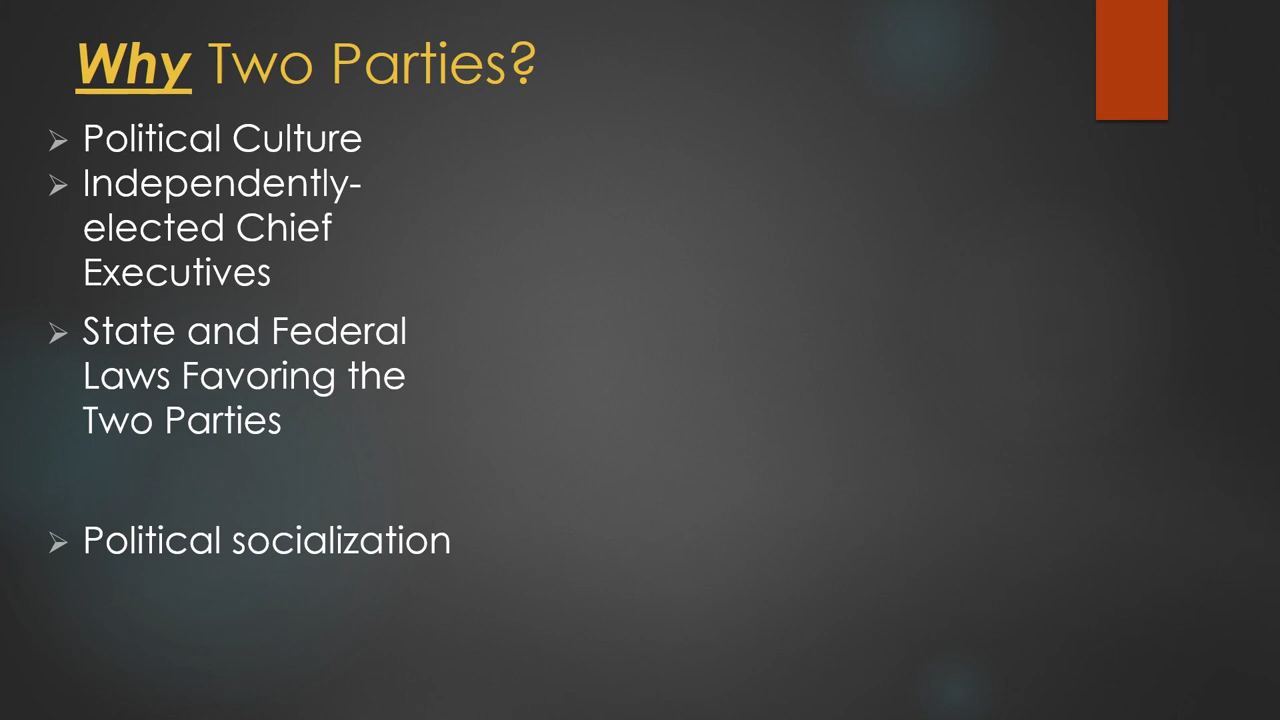 Why Two Parties?
Political Culture
Independently-
elected Chief
Executives
State and Federal
Laws Favoring the
Two Parties
Political socialization